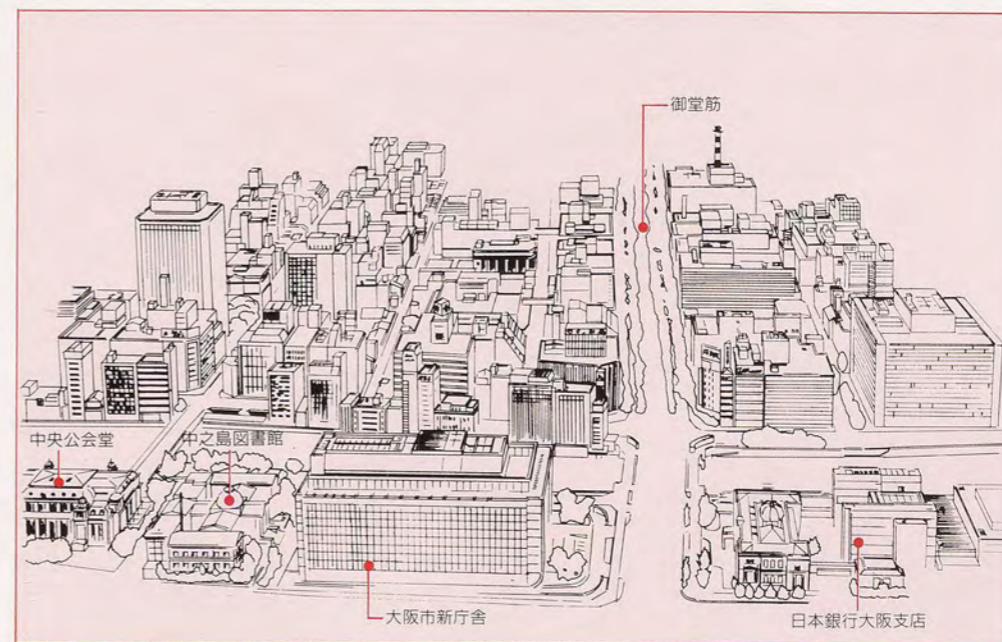 御堂筋
中央公会堂
中之島図書館
大阪市新庁舎
日本銀行大阪支店